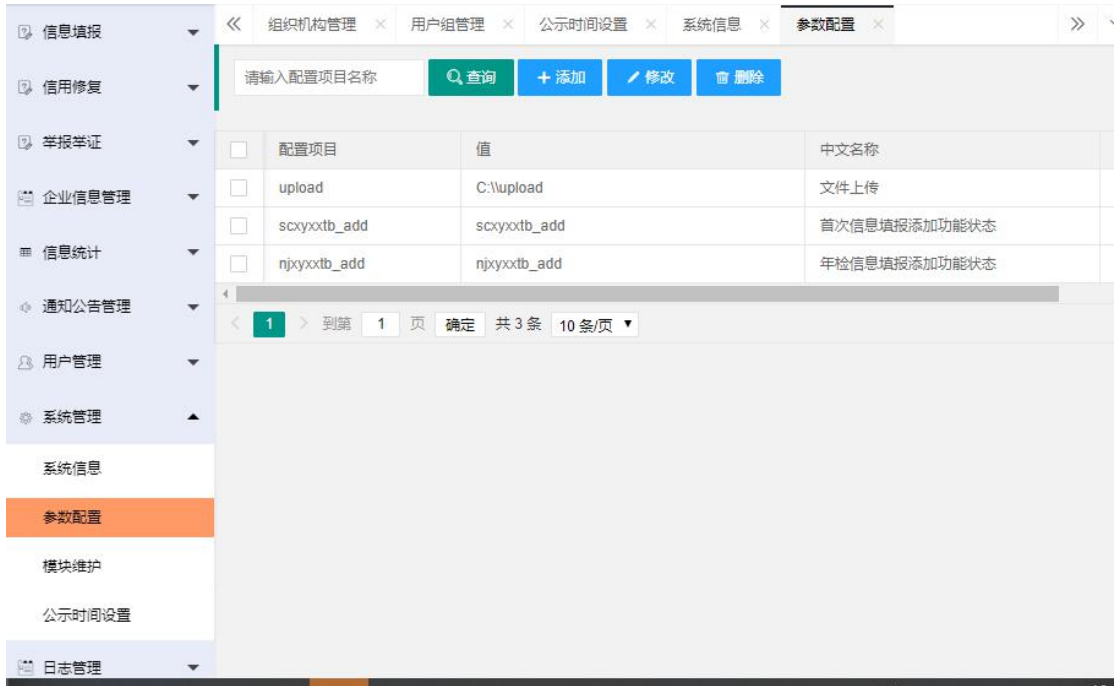 信息填报
信用修复
举报举证
企业信息管理
信息统计
通知公告管理
用户管理
系统管理
系统信息
参数配置
模块维护
公示时间设置
日志管理
组织机构管理 用户组管理 公示时间设置 系统信息 参数配置
请输入配置项目名称 查询 添加 修改 删除
配置项目 值 中文名称
upload C:\\upload 文件上传
scxyxxtb_add scxyxxtb_add 首次信息填报添加功能状态
njxyxxtb_add njxyxxtb_add 年检信息填报添加功能状态
1 到第 1 页 确定 共 3 条 10 条/页